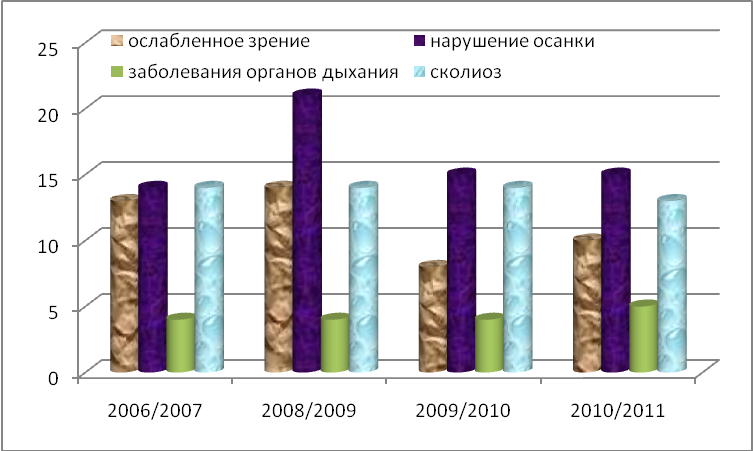 25
20
15
10
5
0
ослабленное зрение
нарушение осанки
заболевания органов дыхания
сколиоз
2006/2007
2008/2009
2009/2010
2010/2011